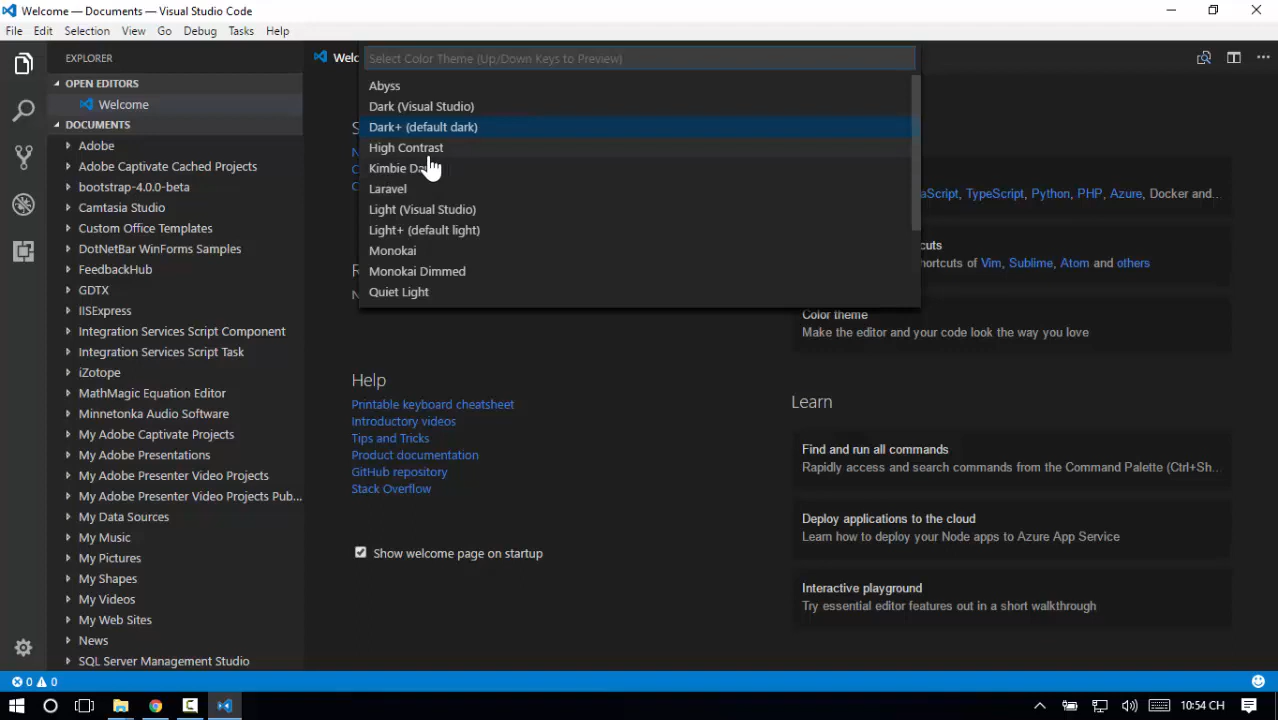 Welcome — Documents — Visual Studio Code
File Edit Selection View Go Debug Tasks Help
EXPLORER
OPEN EDITORS
Welcome
DOCUMENTS
Adobe
Adobe Captivate Cached Projects
bootstrap-4.0.0-beta
Camtasia Studio
Custom Office Templates
DotNetBar WinForms Samples
FeedbackHub
GDTX
IISExpress
Integration Services Script Component
Integration Services Script Task
iZotope
MathMagic Equation Editor
Minnetonka Audio Software
My Adobe Captivate Projects
My Adobe Presentations
My Adobe Presenter Video Projects
My Adobe Presenter Video Projects Pub...
My Data Sources
My Music
My Pictures
My Shapes
My Videos
My Web Sites
News
SQL Server Management Studio
Welc
Select Color Theme (Up/Down Keys to Preview)
Abyss
Dark (Visual Studio)
Dark+ (default dark)
High Contrast
Kimbie Da
Laravel
Light (Visual Studio)
Light+ (default light)
Monokai
Monokai Dimmed
Quiet Light
aScript, TypeScript, Python, PHP, Azure, Docker and...
cuts
ortcuts of Vim, Sublime, Atom and others
Color theme
Make the editor and your code look the way you love
Help
Printable keyboard cheatsheet
Introductory videos
Tips and Tricks
Product documentation
GitHub repository
Stack Overflow
Show welcome page on startup
Learn
Find and run all commands
Rapidly access and search commands from the Command Palette (Ctrl+Sh...
Deploy applications to the cloud
Learn how to deploy your Node apps to Azure App Service
Interactive playground
Try essential editor features out in a short walkthrough
0 0
10:54 CH